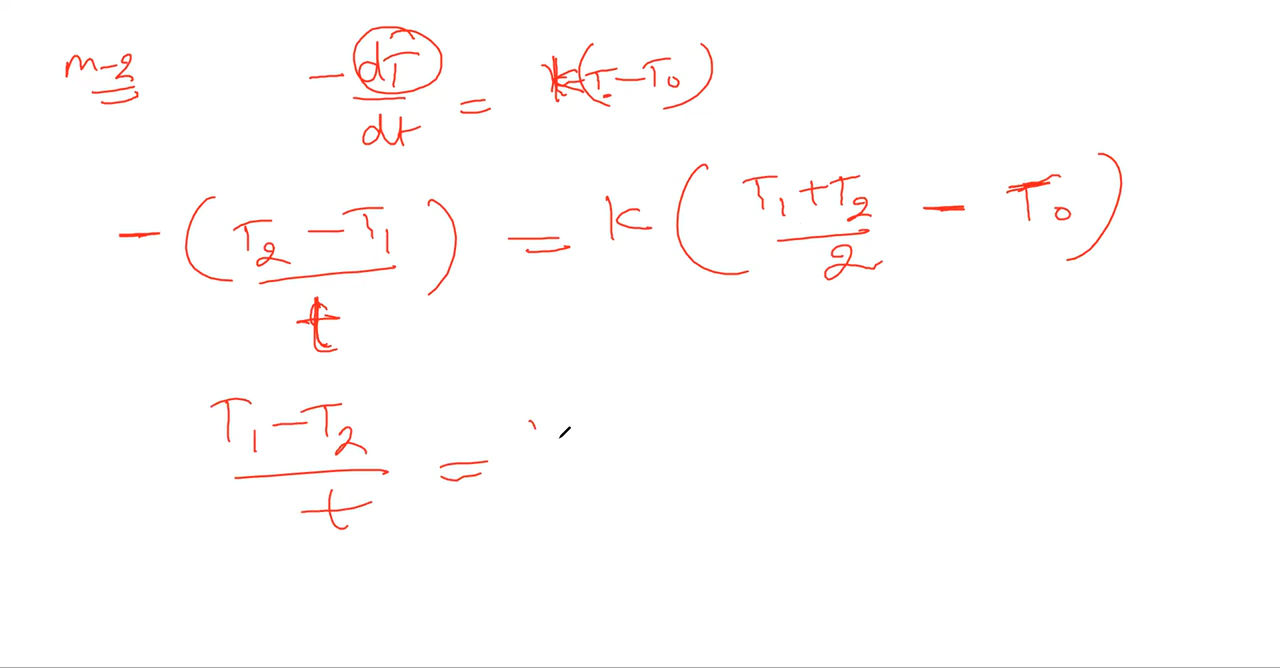 m-2 -dT/dt = K(T - T₀)
-(T₂ - T₁/t) = K(T₁ + T₂/2 - T₀)
T₁ - T₂/t =